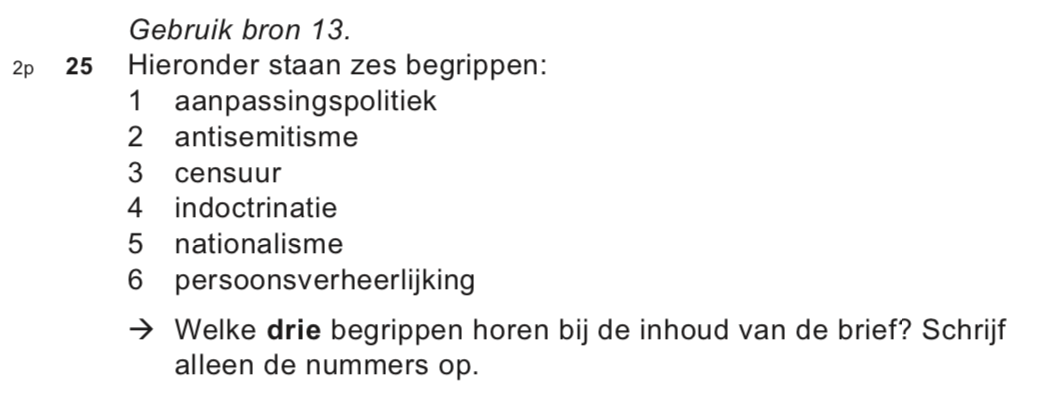 Gebruik bron 13.
2p 25 Hieronder staan zes begrippen:
1 aanpassingspolitiek
2 antisemitisme
3 censuur
4 indoctrinatie
5 nationalisme
6 persoonsverheerlijking
→ Welke drie begrippen horen bij de inhoud van de brief? Schrijf
alleen de nummers op.